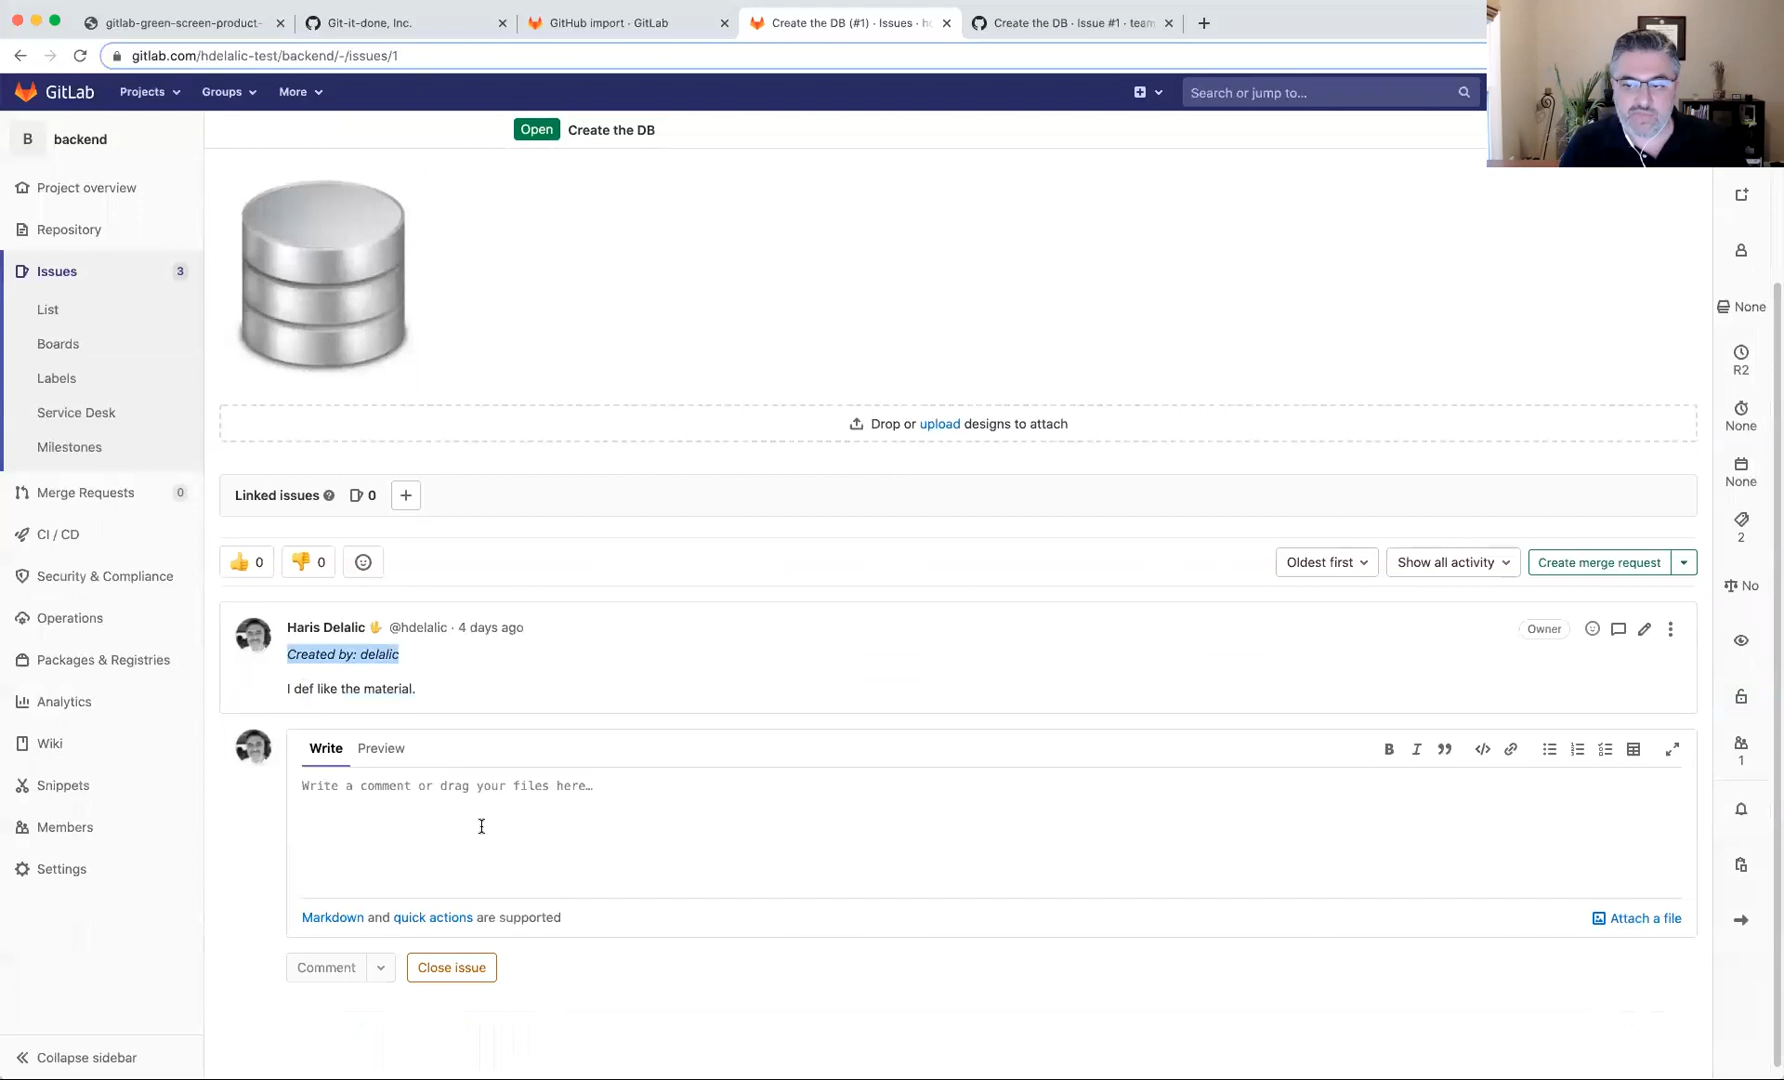 gitlab-green-screen-product-
Git-it-done, Inc.
GitHub import · GitLab
Create the DB (#1) · Issues · h
Create the DB · Issue #1 · team
gitlab.com/hdelalic-test/backend/-/issues/1
GitLab
Projects
Groups
More
Search or jump to...
B
backend
Open
Create the DB
Project overview
Repository
Issues
3
List
Boards
Labels
Service Desk
Milestones
Merge Requests
0
CI / CD
Security & Compliance
Operations
Packages & Registries
Analytics
Wiki
Snippets
Members
Settings
Collapse sidebar
Drop or upload designs to attach
Linked issues
0
0
0
Oldest first
Show all activity
Create merge request
Haris Delalic @hdelalic · 4 days ago
Owner
Created by: delalic
I def like the material.
Write
Preview
Write a comment or drag your files here…
Markdown and quick actions are supported
Attach a file
Comment
Close issue
None
R2
None
None
2
No
1